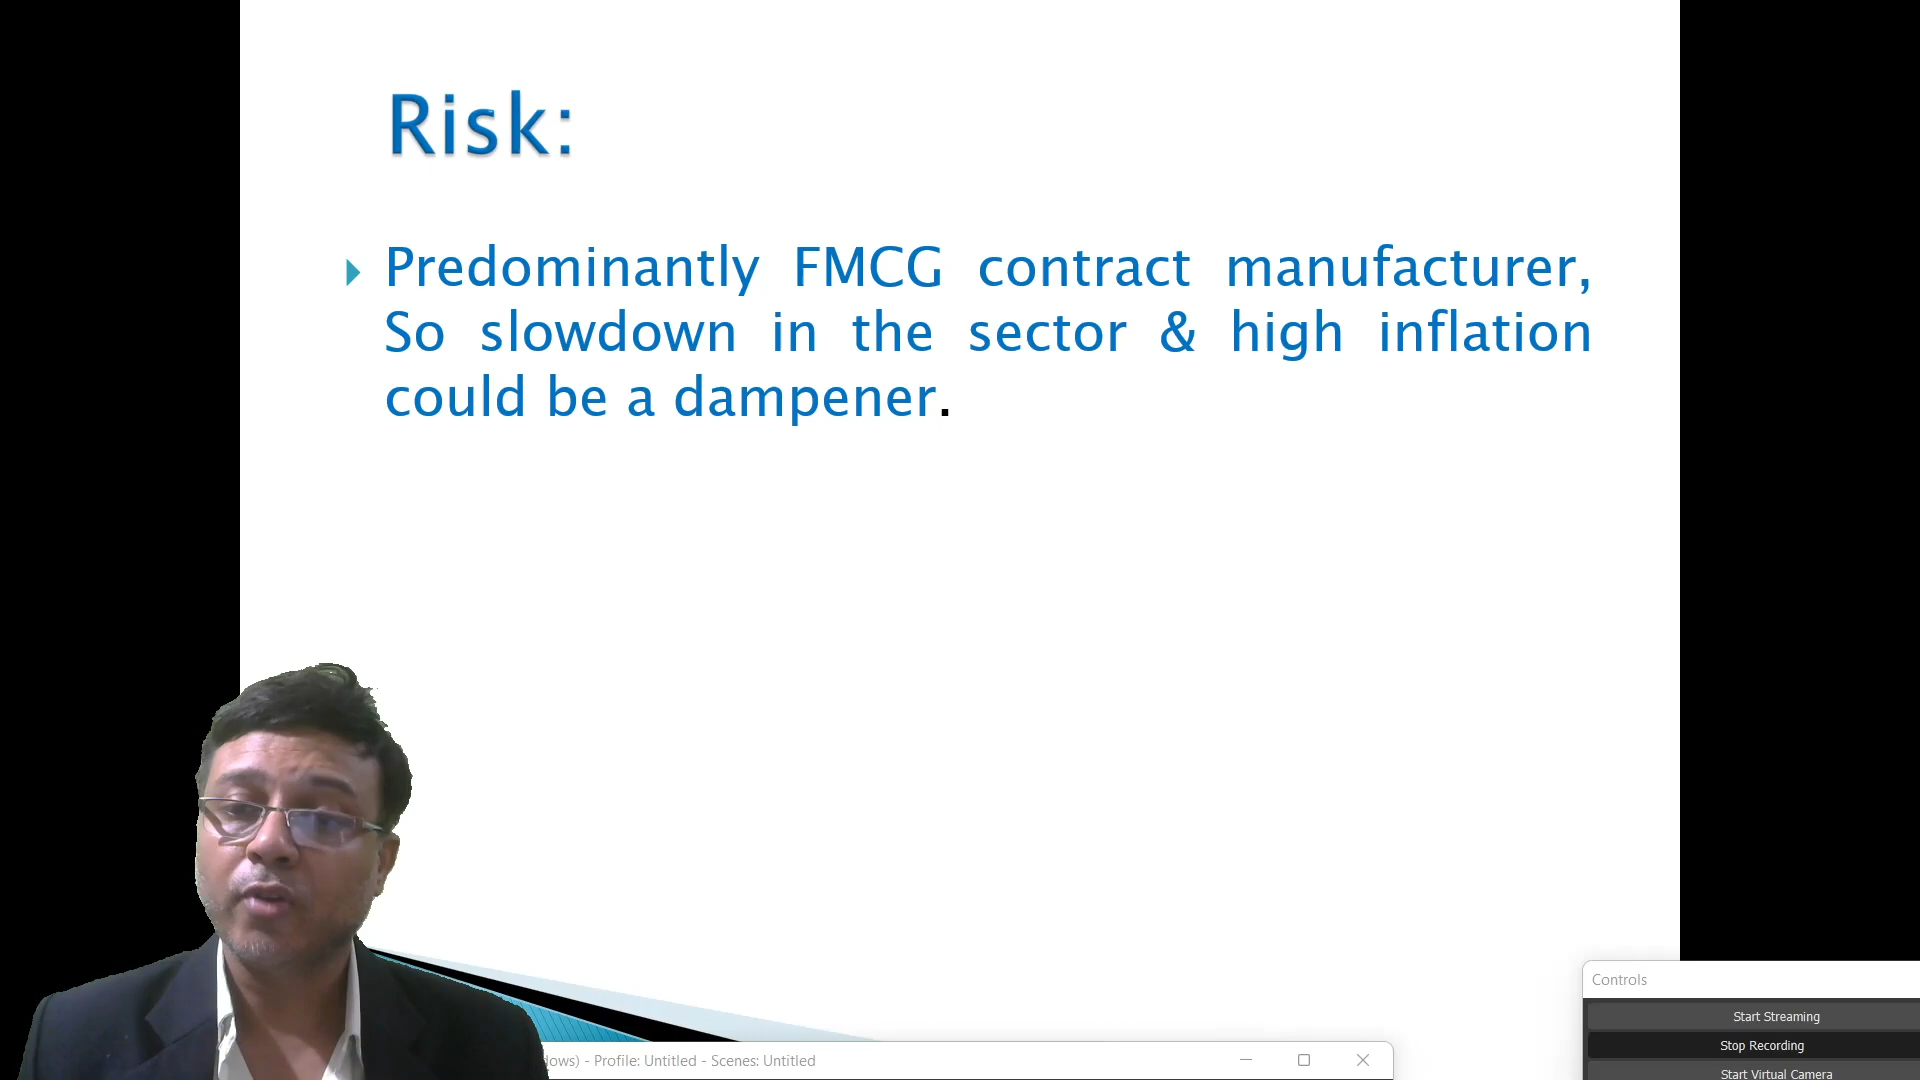 Risk:
Predominantly FMCG contract manufacturer,
So slowdown in the sector & high inflation
could be a dampener.
Controls
Start Streaming
Stop Recording
- Profile: Untitled - Scenes: Untitled
Start Virtual Camera